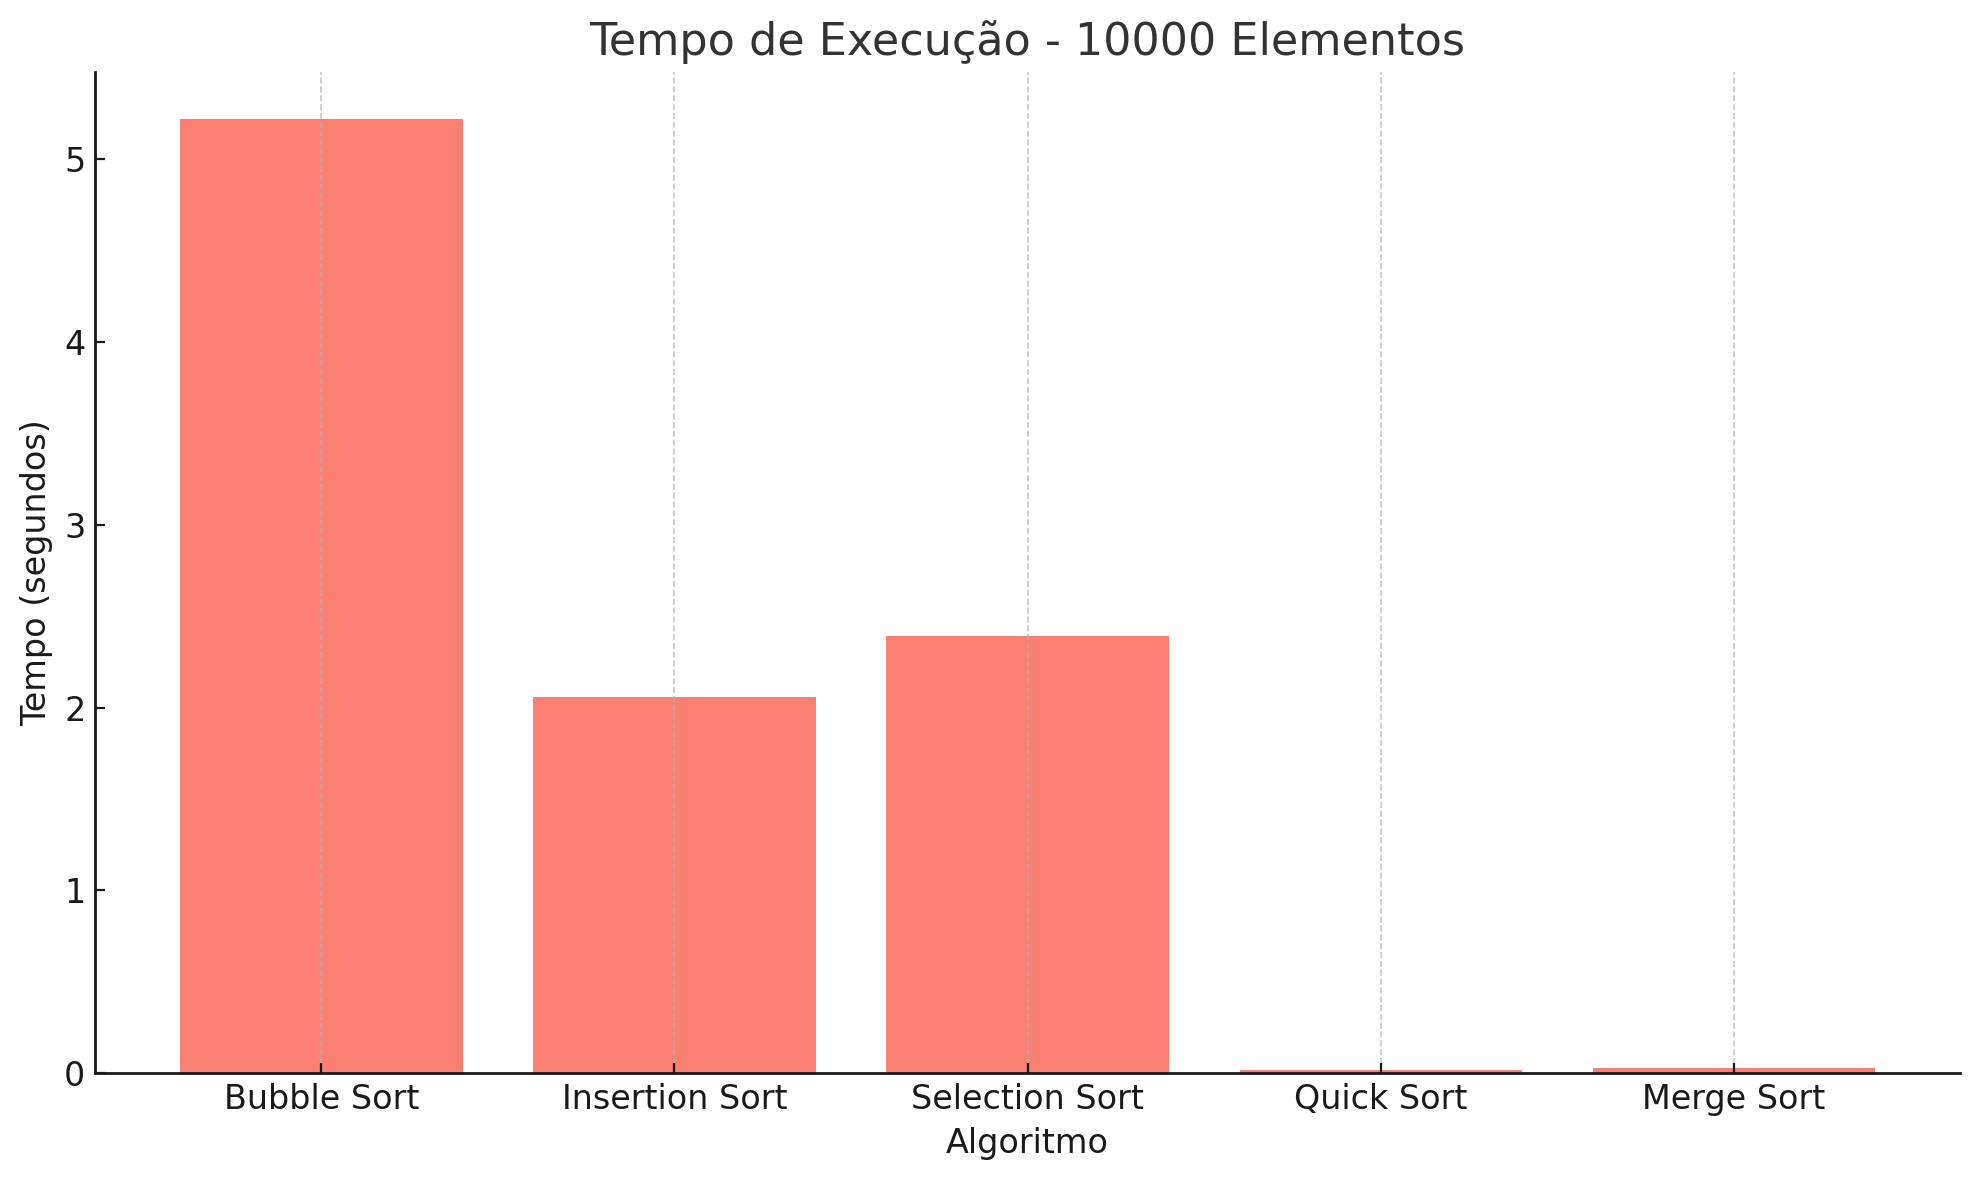 Tempo de Execução - 10000 Elementos
Tempo (segundos)
5
4
3
2
1
0
Bubble Sort
Insertion Sort
Selection Sort
Quick Sort
Merge Sort
Algoritmo